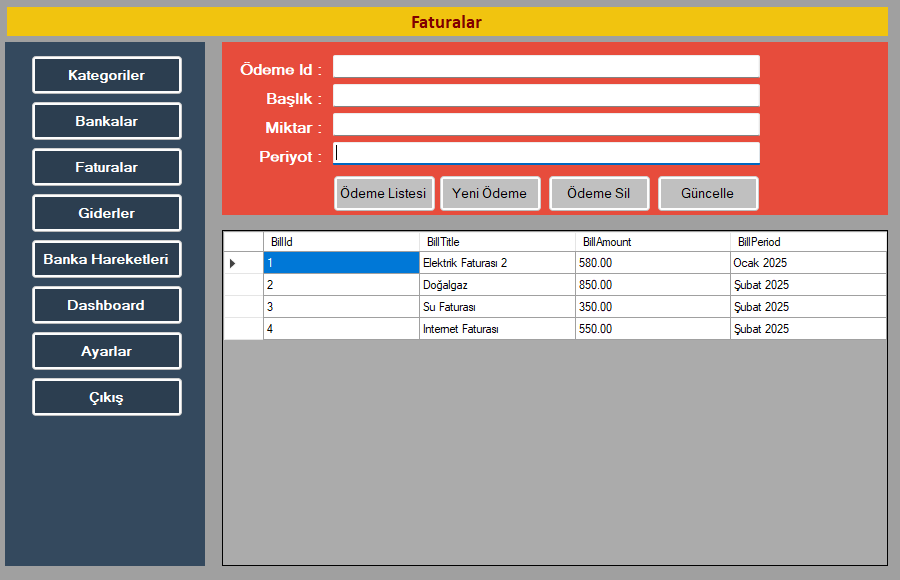 Faturalar
Kategoriler
Bankalar
Faturalar
Giderler
Banka Hareketleri
Dashboard
Ayarlar
Çıkış
Ödeme Id :
Başlık :
Miktar :
Periyot :
Ödeme Listesi Yeni Ödeme Ödeme Sil Güncelle
BillId BillTitle BillAmount BillPeriod
1 Elektrik Faturası 2 580.00 Ocak 2025
2 Doğalgaz 850.00 Şubat 2025
3 Su Faturası 350.00 Şubat 2025
4 Internet Faturası 550.00 Şubat 2025